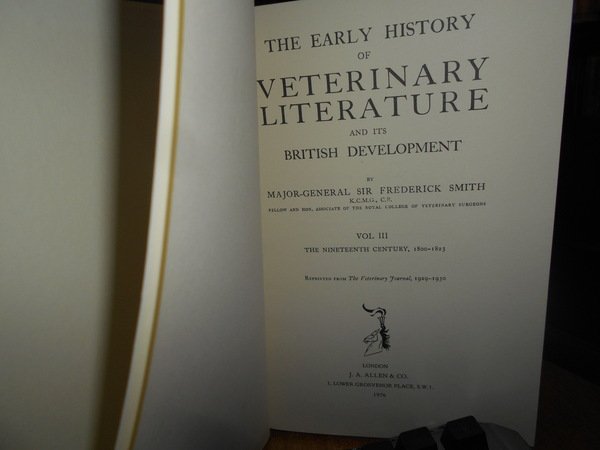 THE EARLY HISTORY
OF
VETERINARY
LITERATURE
AND ITS
BRITISH DEVELOPMENT
BY
MAJOR-GENERAL SIR FREDERICK SMITH
K.C.M.G., C.B.
FELLOW AND HON. ASSOCIATE OF THE ROYAL COLLEGE OF VETERINARY SURGEONS
VOL III
THE NINETEENTH CENTURY, 1800-1823
REPRINTED FROM The Veterinary Journal, 1929-1930
LONDON
J. A. ALLEN & CO.
1, LOWER GROSVENOR PLACE, S.W.1.
1976